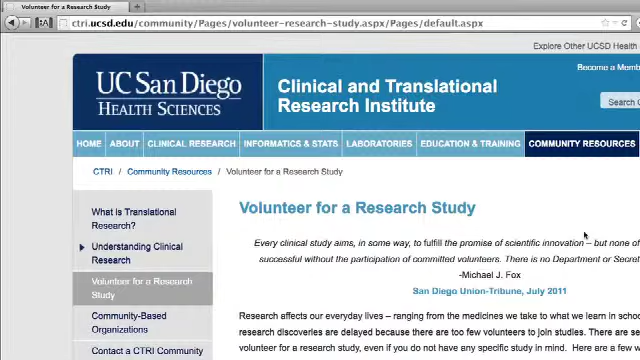 Volunteer for a Research Study
ctri.ucsd.edu/community/Pages/volunteer-research-study.aspx/Pages/default.aspx
Explore Other UCSD Health
Become a Memb
UC San Diego
HEALTH SCIENCES
Clinical and Translational
Research Institute
Search C
HOME ABOUT CLINICAL RESEARCH INFORMATICS & STATS LABORATORIES EDUCATION & TRAINING COMMUNITY RESOURCES
CTRI / Community Resources / Volunteer for a Research Study
What is Translational
Research?
Understanding Clinical
Research
Volunteer for a Research
Study
Community-Based
Organizations
Contact a CTRI Community
Volunteer for a Research Study
Every clinical study aims, in some way, to fulfill the promise of scientific innovation – but none of
successful without the participation of committed volunteers. There is no Department or Secret
-Michael J. Fox
San Diego Union-Tribune, July 2011
Research affects our everyday lives – ranging from the medicines we take to what we learn in schoo
research discoveries are delayed because there are too few volunteers to join studies. There are se
volunteer for a research study, even if you do not have any specific study in mind. Here are a few w